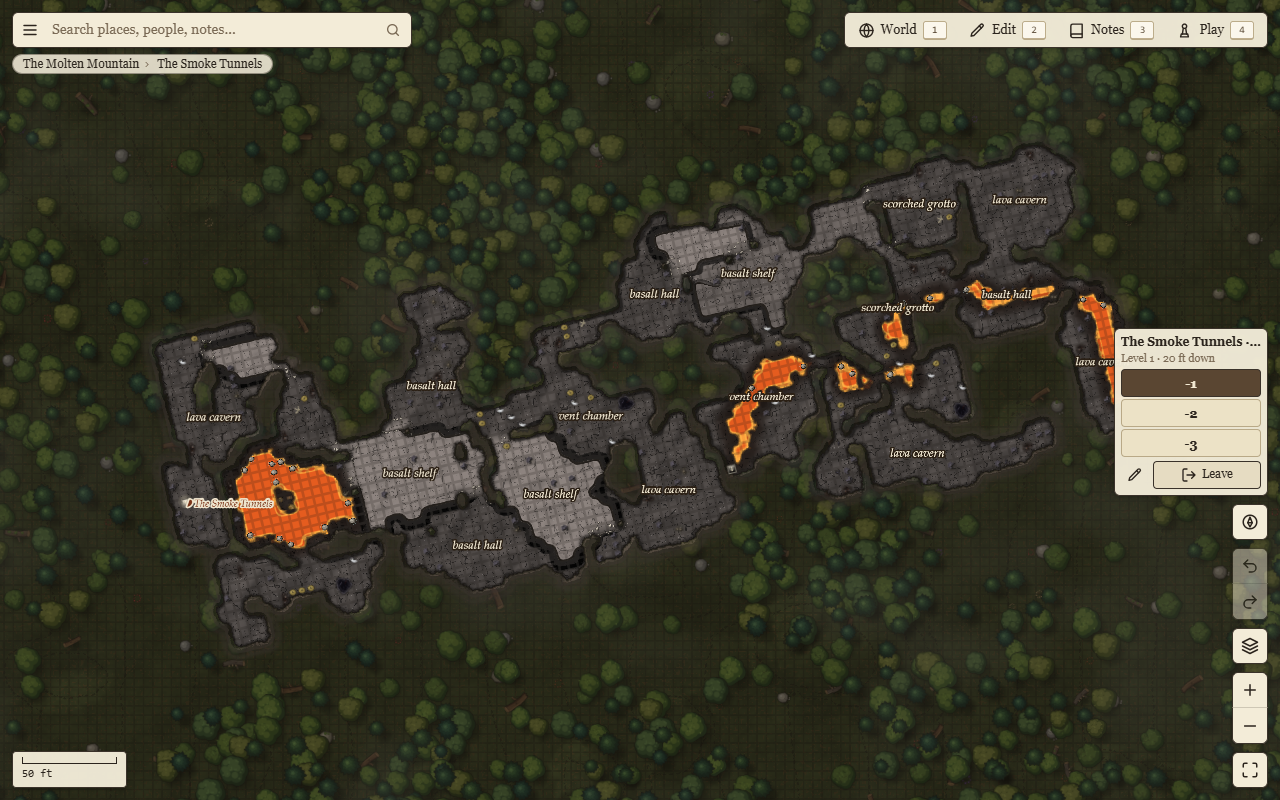 Search places, people, notes...
World 1
Edit 2
Notes 3
Play 4
The Molten Mountain › The Smoke Tunnels
scorched grotto
lava cavern
basalt shelf
basalt hall
basalt hall
scorched grotto
The Smoke Tunnels ·...
Level 1 · 20 ft down
lava cav
-1
basalt hall
vent chamber
-2
vent chamber
lava cavern
-3
lava cavern
basalt shelf
Leave
lava cavern
basalt shelf
The Smoke Tunnels
basalt hall
50 ft